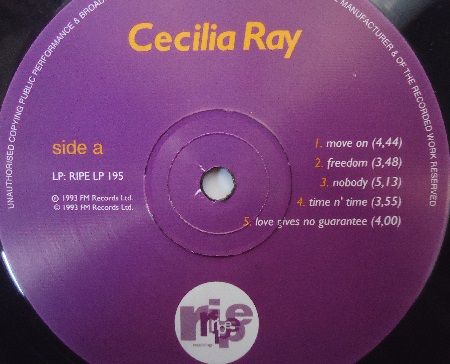 UNAUTHORISED COPYING PUBLIC PERFORMANCE & BROAD
MANUFACTURER & OF THE RECORDED WORK RESERVED
Cecilia Ray
side a
LP: RIPE LP 195
℗ 1993 FM Records Ltd.
© 1993 FM Records Ltd.
1. move on (4,44)
2. freedom (3,48)
3. nobody (5,13)
4. time n' time (3,55)
5. love gives no guarantee (4,00)
ripe